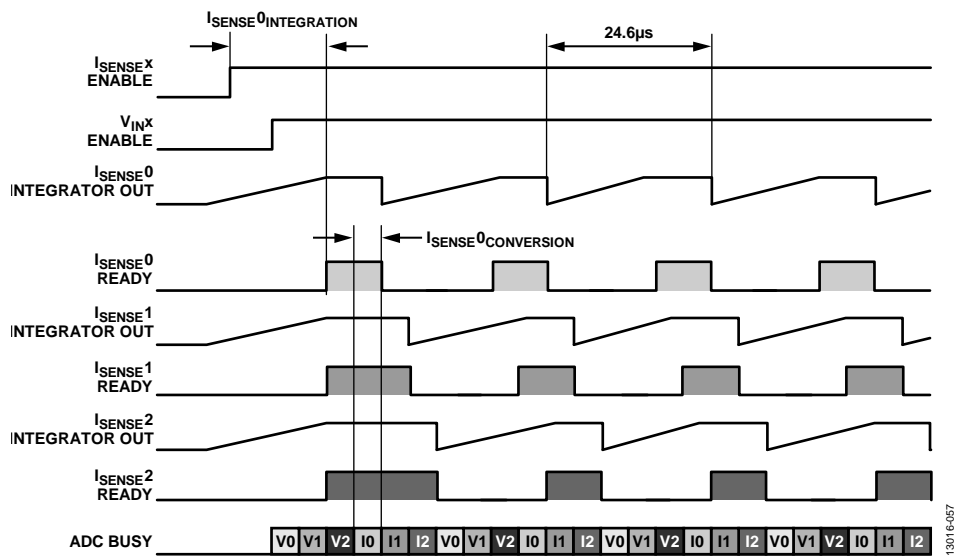 ISENSE0INTEGRATION
24.6µs
ISENSEx
ENABLE
VINx
ENABLE
ISENSE0
INTEGRATOR OUT
ISENSE0CONVERSION
ISENSE0
READY
ISENSE1
INTEGRATOR OUT
ISENSE1
READY
ISENSE2
INTEGRATOR OUT
ISENSE2
READY
ADC BUSY V0 V1 V2 I0 I1 I2 V0 V1 V2 I0 I1 I2 V0 V1 V2 I0 I1 I2 V0 V1 V2 I0 I1 I2
13016-057